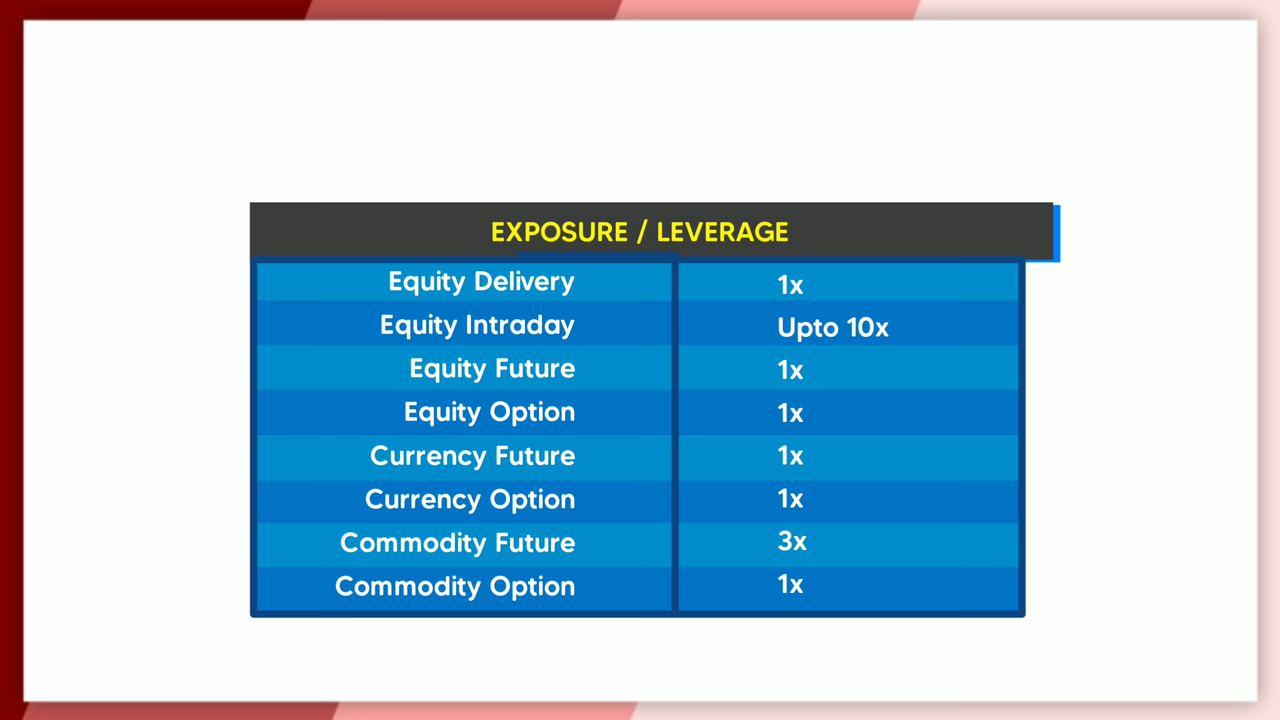 EXPOSURE / LEVERAGE
Equity Delivery 1x
Equity Intraday Upto 10x
Equity Future 1x
Equity Option 1x
Currency Future 1x
Currency Option 1x
Commodity Future 3x
Commodity Option 1x